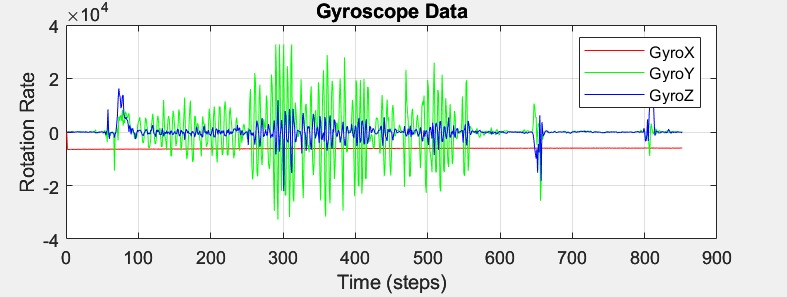 Gyroscope Data
×10⁴
4
2
0
-2
-4
Rotation Rate
GyroX
GyroY
GyroZ
0 100 200 300 400 500 600 700 800 900
Time (steps)